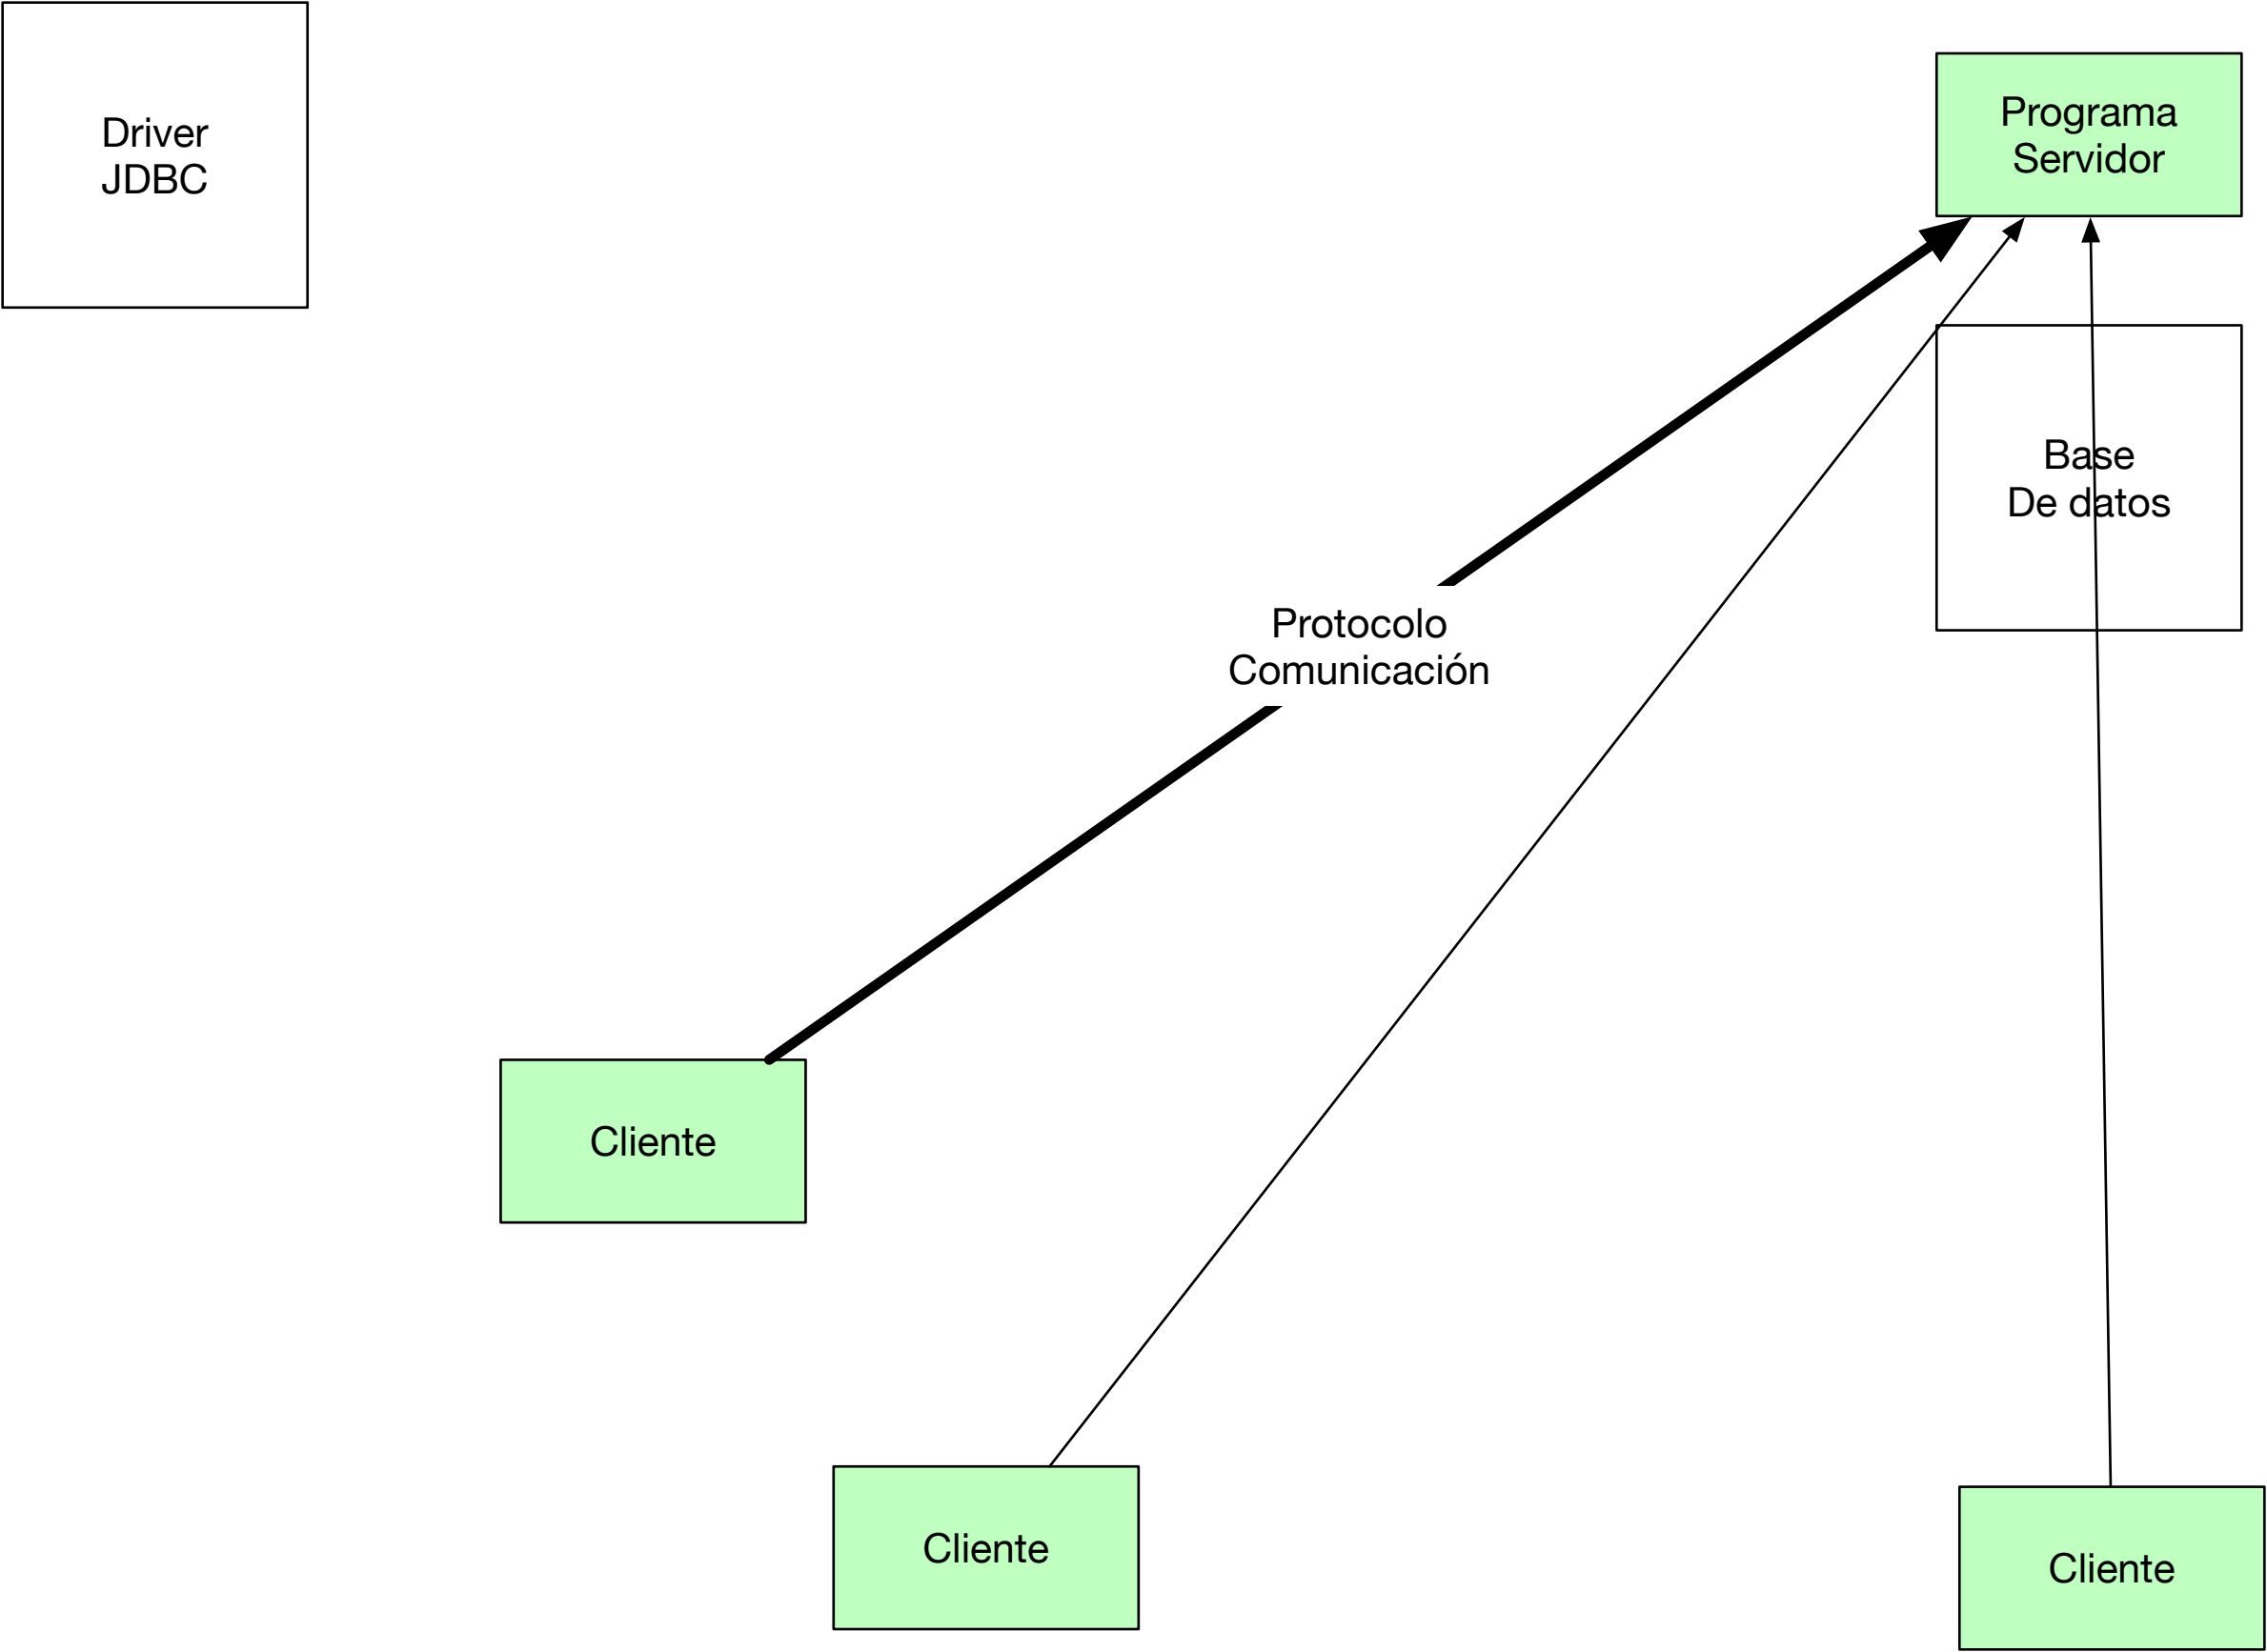 Driver
JDBC
Programa
Servidor
Base
De datos
Protocolo
Comunicación
Cliente
Cliente
Cliente